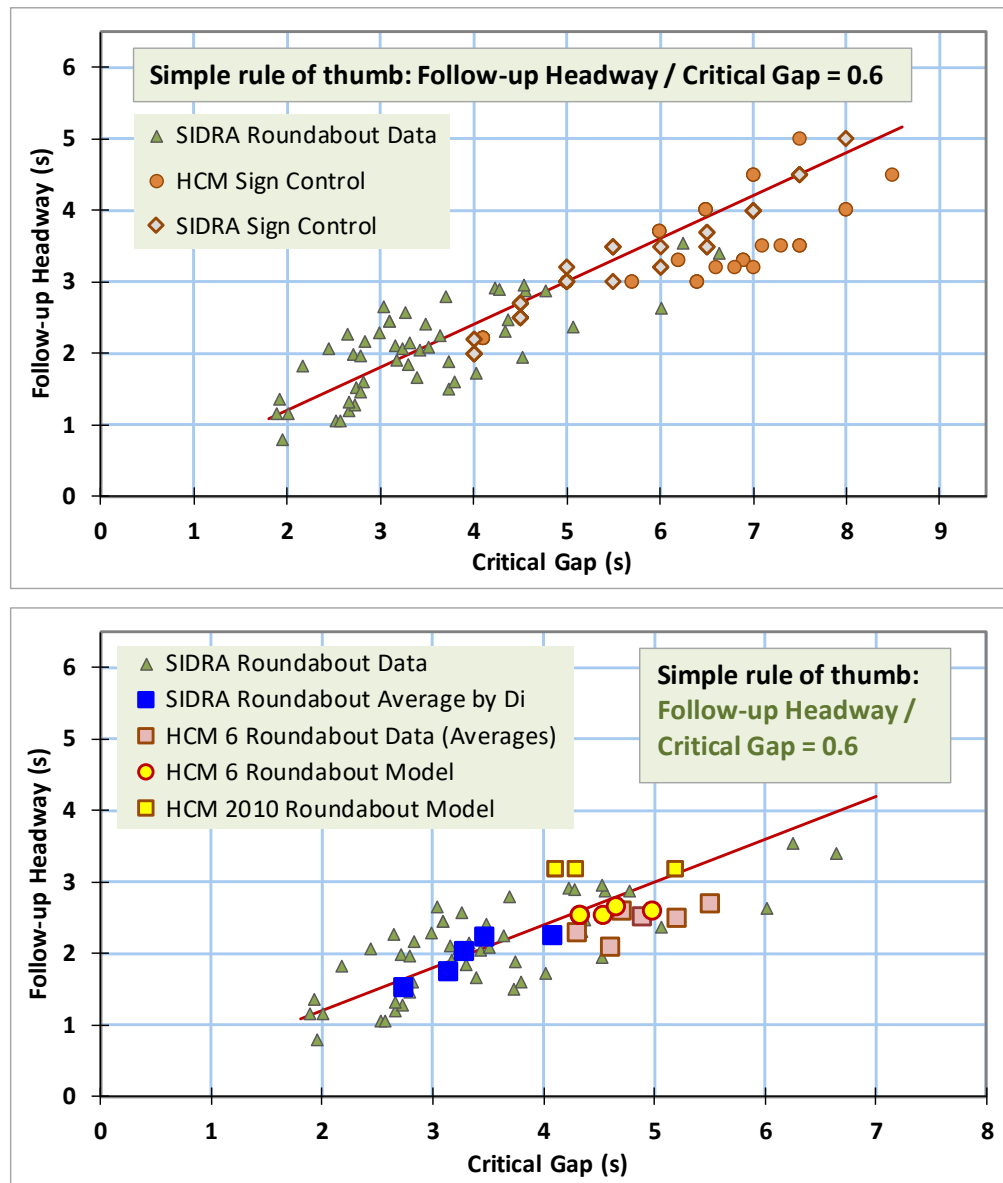 Simple rule of thumb: Follow-up Headway / Critical Gap = 0.6
SIDRA Roundabout Data
HCM Sign Control
SIDRA Sign Control
Follow-up Headway (s)
6
5
4
3
2
1
0
0 1 2 3 4 5 6 7 8 9
Critical Gap (s)
SIDRA Roundabout Data
SIDRA Roundabout Average by Di
HCM 6 Roundabout Data (Averages)
HCM 6 Roundabout Model
HCM 2010 Roundabout Model
Simple rule of thumb:
Follow-up Headway /
Critical Gap = 0.6
Follow-up Headway (s)
6
5
4
3
2
1
0
0 1 2 3 4 5 6 7 8
Critical Gap (s)